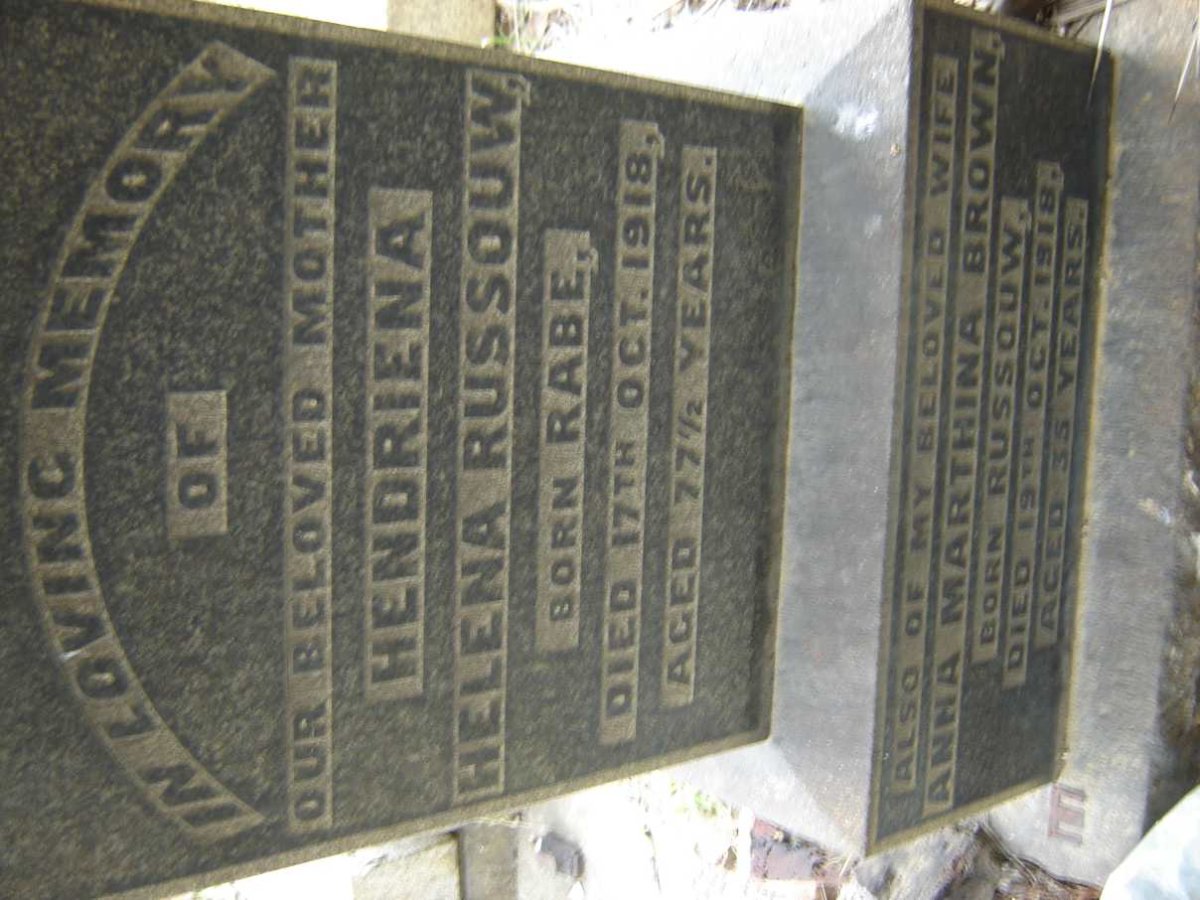 IN LOVING MEMORY
OF
OUR BELOVED MOTHER
HENDRIENA
HELENA RUSSOUW,
BORN RABE,
DIED 17TH OCT. 1918,
AGED 77½ YEARS.
ALSO OF MY BELOVED WIFE
ANNA MARTHINA BROWN,
BORN RUSSOUW,
DIED 19TH OCT. 1918,
AGED 35 YEARS.